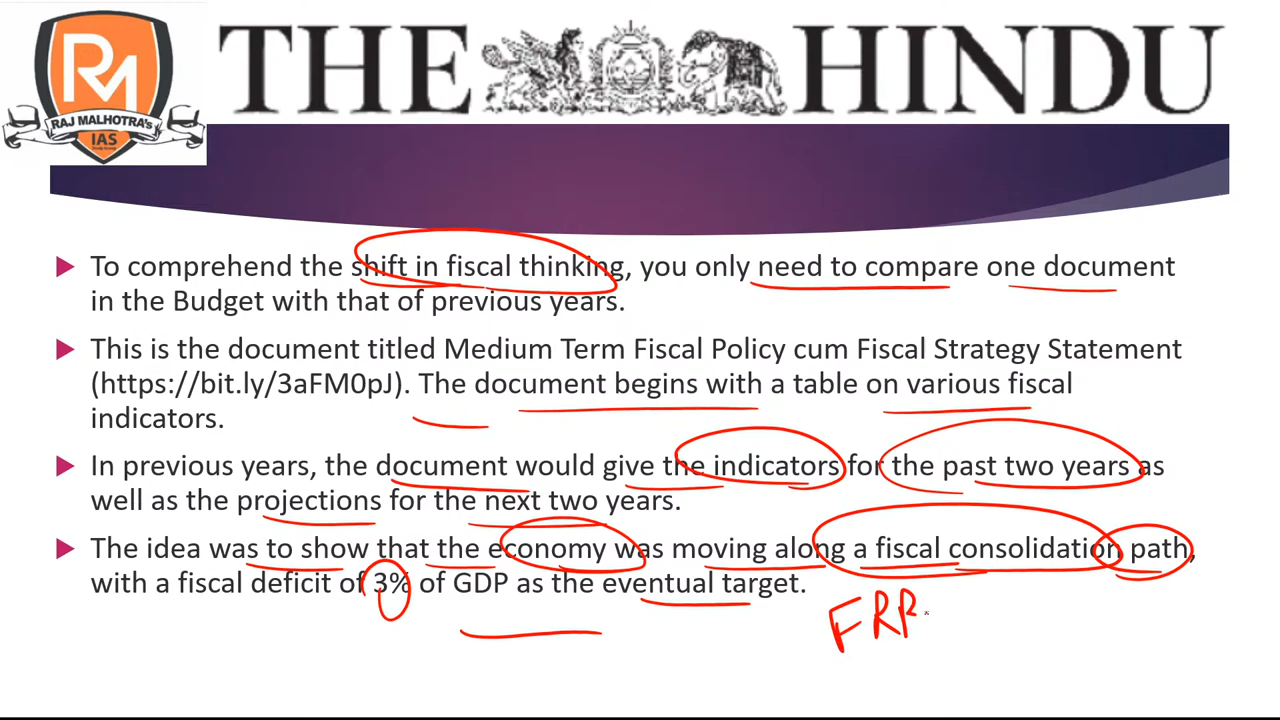 RM
RAJ MALHOTRA'S
IAS
Study Group
THE HINDU
To comprehend the shift in fiscal thinking, you only need to compare one document
in the Budget with that of previous years.
This is the document titled Medium Term Fiscal Policy cum Fiscal Strategy Statement
(https://bit.ly/3aFM0pJ). The document begins with a table on various fiscal
indicators.
In previous years, the document would give the indicators for the past two years as
well as the projections for the next two years.
The idea was to show that the economy was moving along a fiscal consolidation path,
with a fiscal deficit of 3% of GDP as the eventual target.
FRP